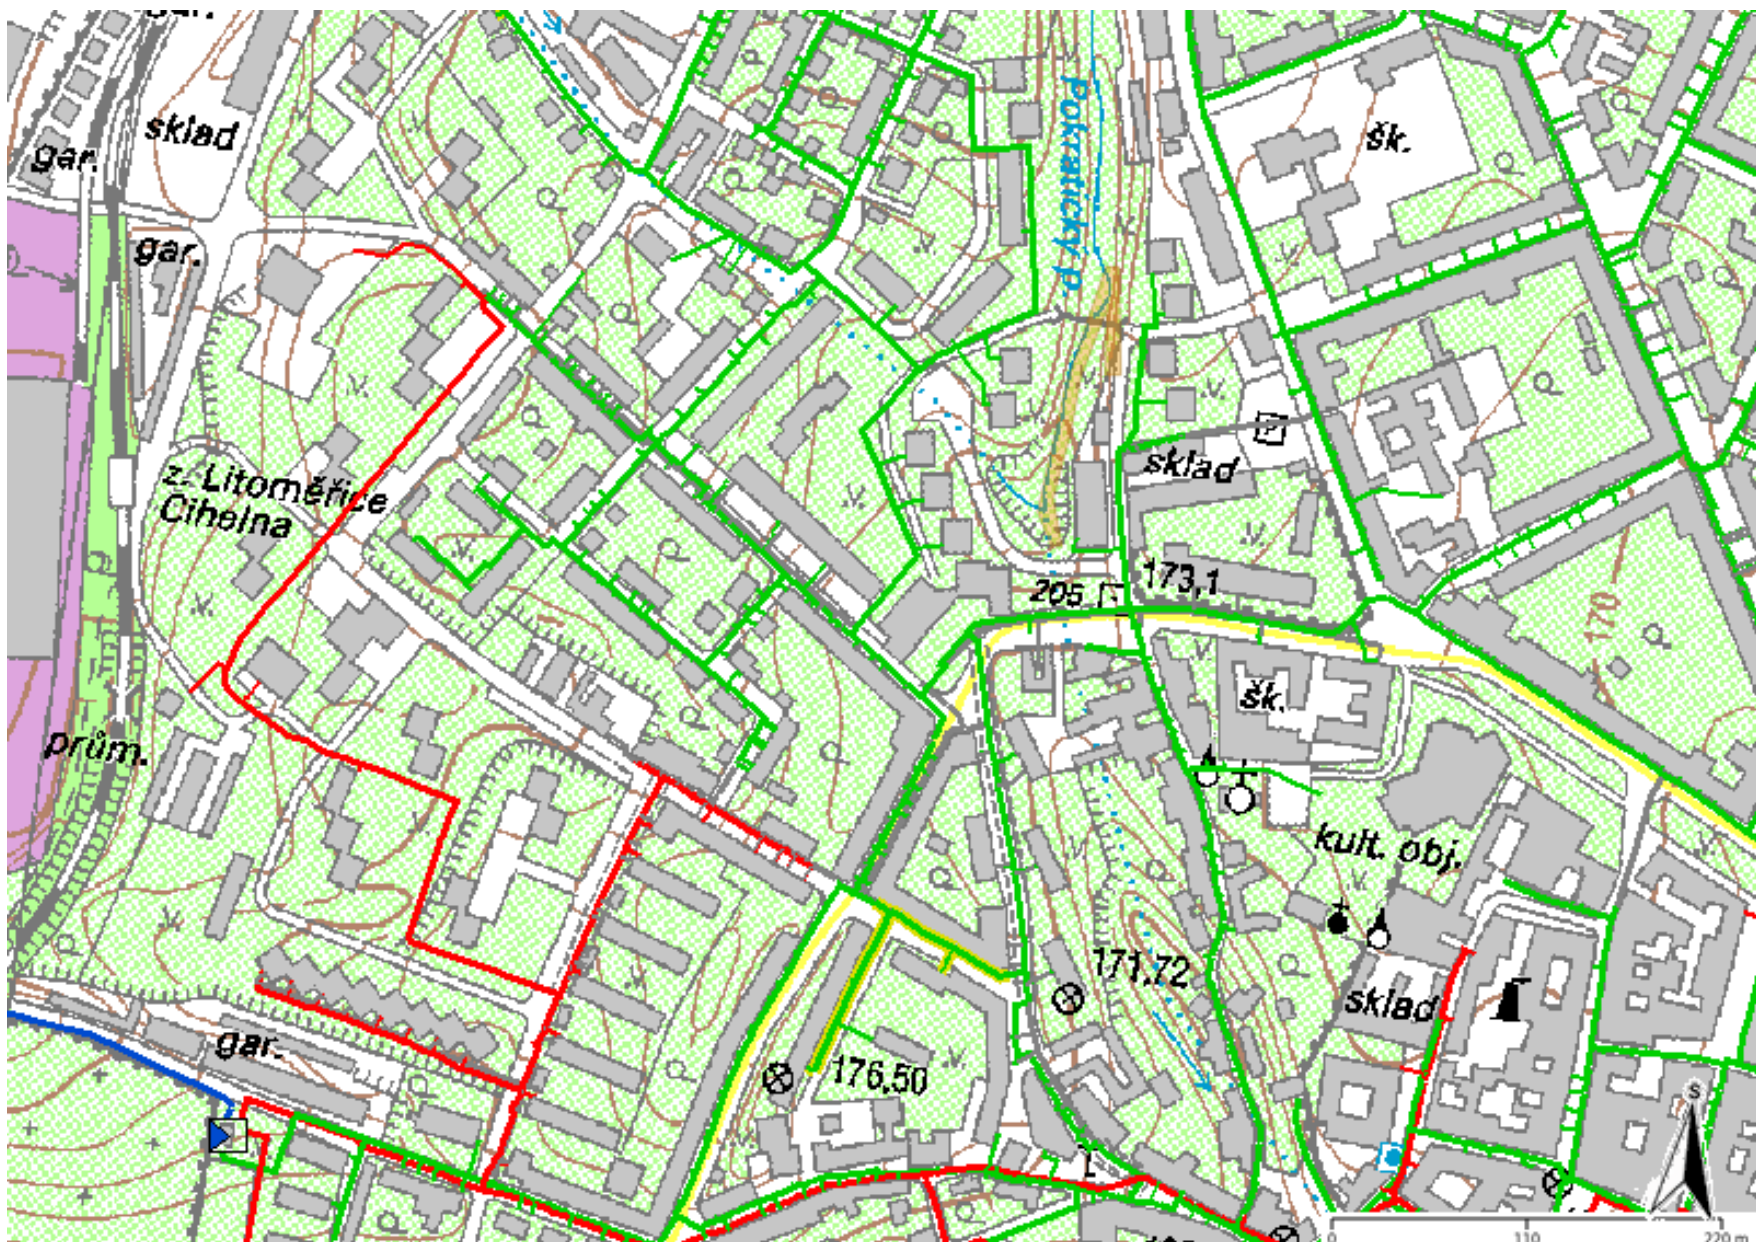 sklad
gar.
šk.
Pokratický p.
gar.
sklad
z. Litoměřice
Cihelna
173,1
205
šk.
prům.
kult. obj.
171,72
170
sklad
gar.
176,50
S
0 110 220 m